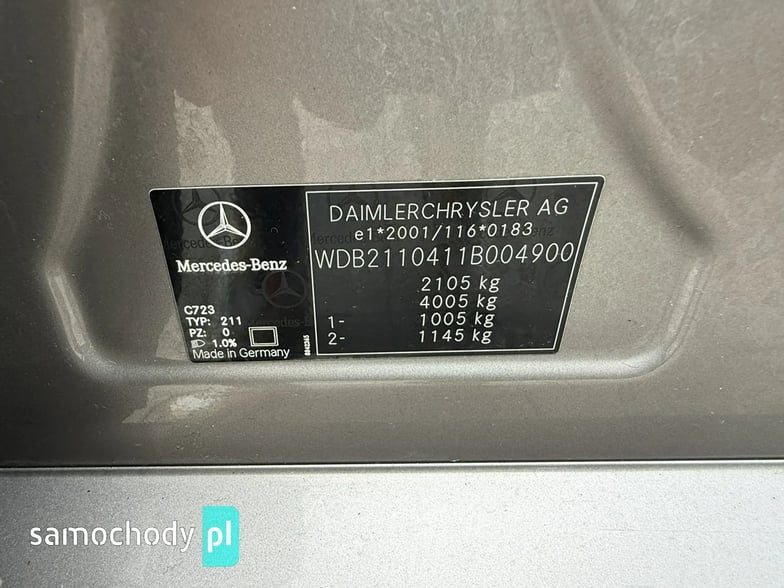 DAIMLERCHRYSLER AG
e1*2001/116*0183
WDB2110411B004900
2105 kg
4005 kg
1- 1005 kg
2- 1145 kg
Mercedes-Benz
C723
TYP: 211
PZ: 0
1.0%
Made in Germany
samochody pl